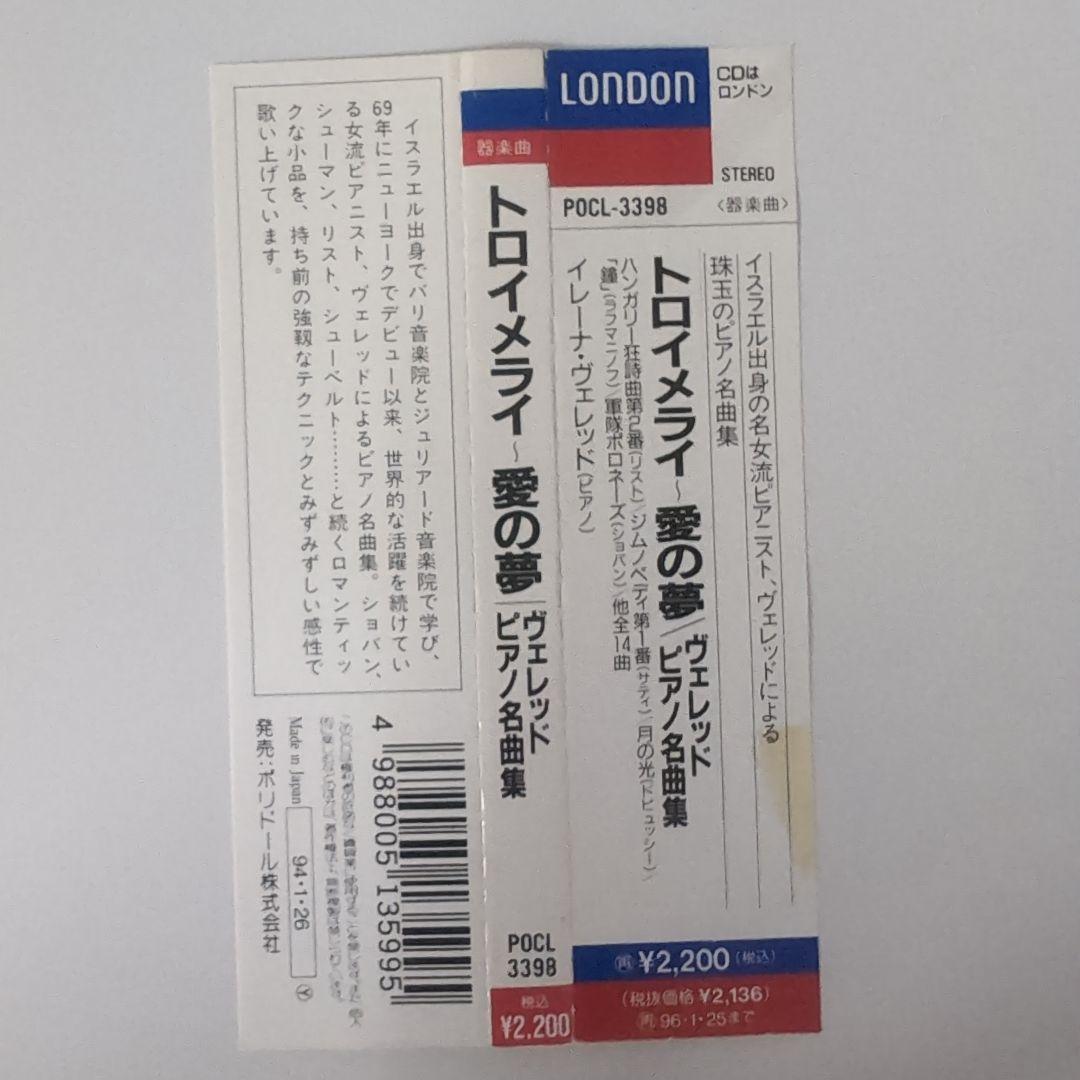 LONDON
CDは
ロンドン
STEREO
POCL-3398
〈器楽曲〉
イスラエル出身の名女流ピアニスト、ヴェレッドによる
珠玉のピアノ名曲集
トロイメライ~愛の夢/ヴェレッド
ピアノ名曲集
ハンガリー狂詩曲第2番(リスト)/ジムノペディ第1番(サティ)/月の光(ドビュッシー)/
「鐘」(ラフマニノフ)/軍隊ポロネーズ(ショパン)/他全14曲
イレーナ・ヴェレッド(ピアノ)
再 ¥2,200(税込)
(税抜価格 ¥2,136)
再 96・1・25まで
器楽曲
トロイメライ~愛の夢/ヴェレッド
ピアノ名曲集
POCL
3398
税込
¥2,200
イスラエル出身でパリ音楽院とジュリアード音楽院で学び、
69年にニューヨークでデビュー以来、世界的な活躍を続けてい
る女流ピアニスト、ヴェレッドによるピアノ名曲集。ショパン、
シューマン、リスト、シューベルト………と続くロマンティッ
クな小品を、持ち前の強靱なテクニックとみずみずしい感性で
歌い上げています。
4 988005 135995
Made in Japan
94・1・26
Y
発売:ポリドール株式会社